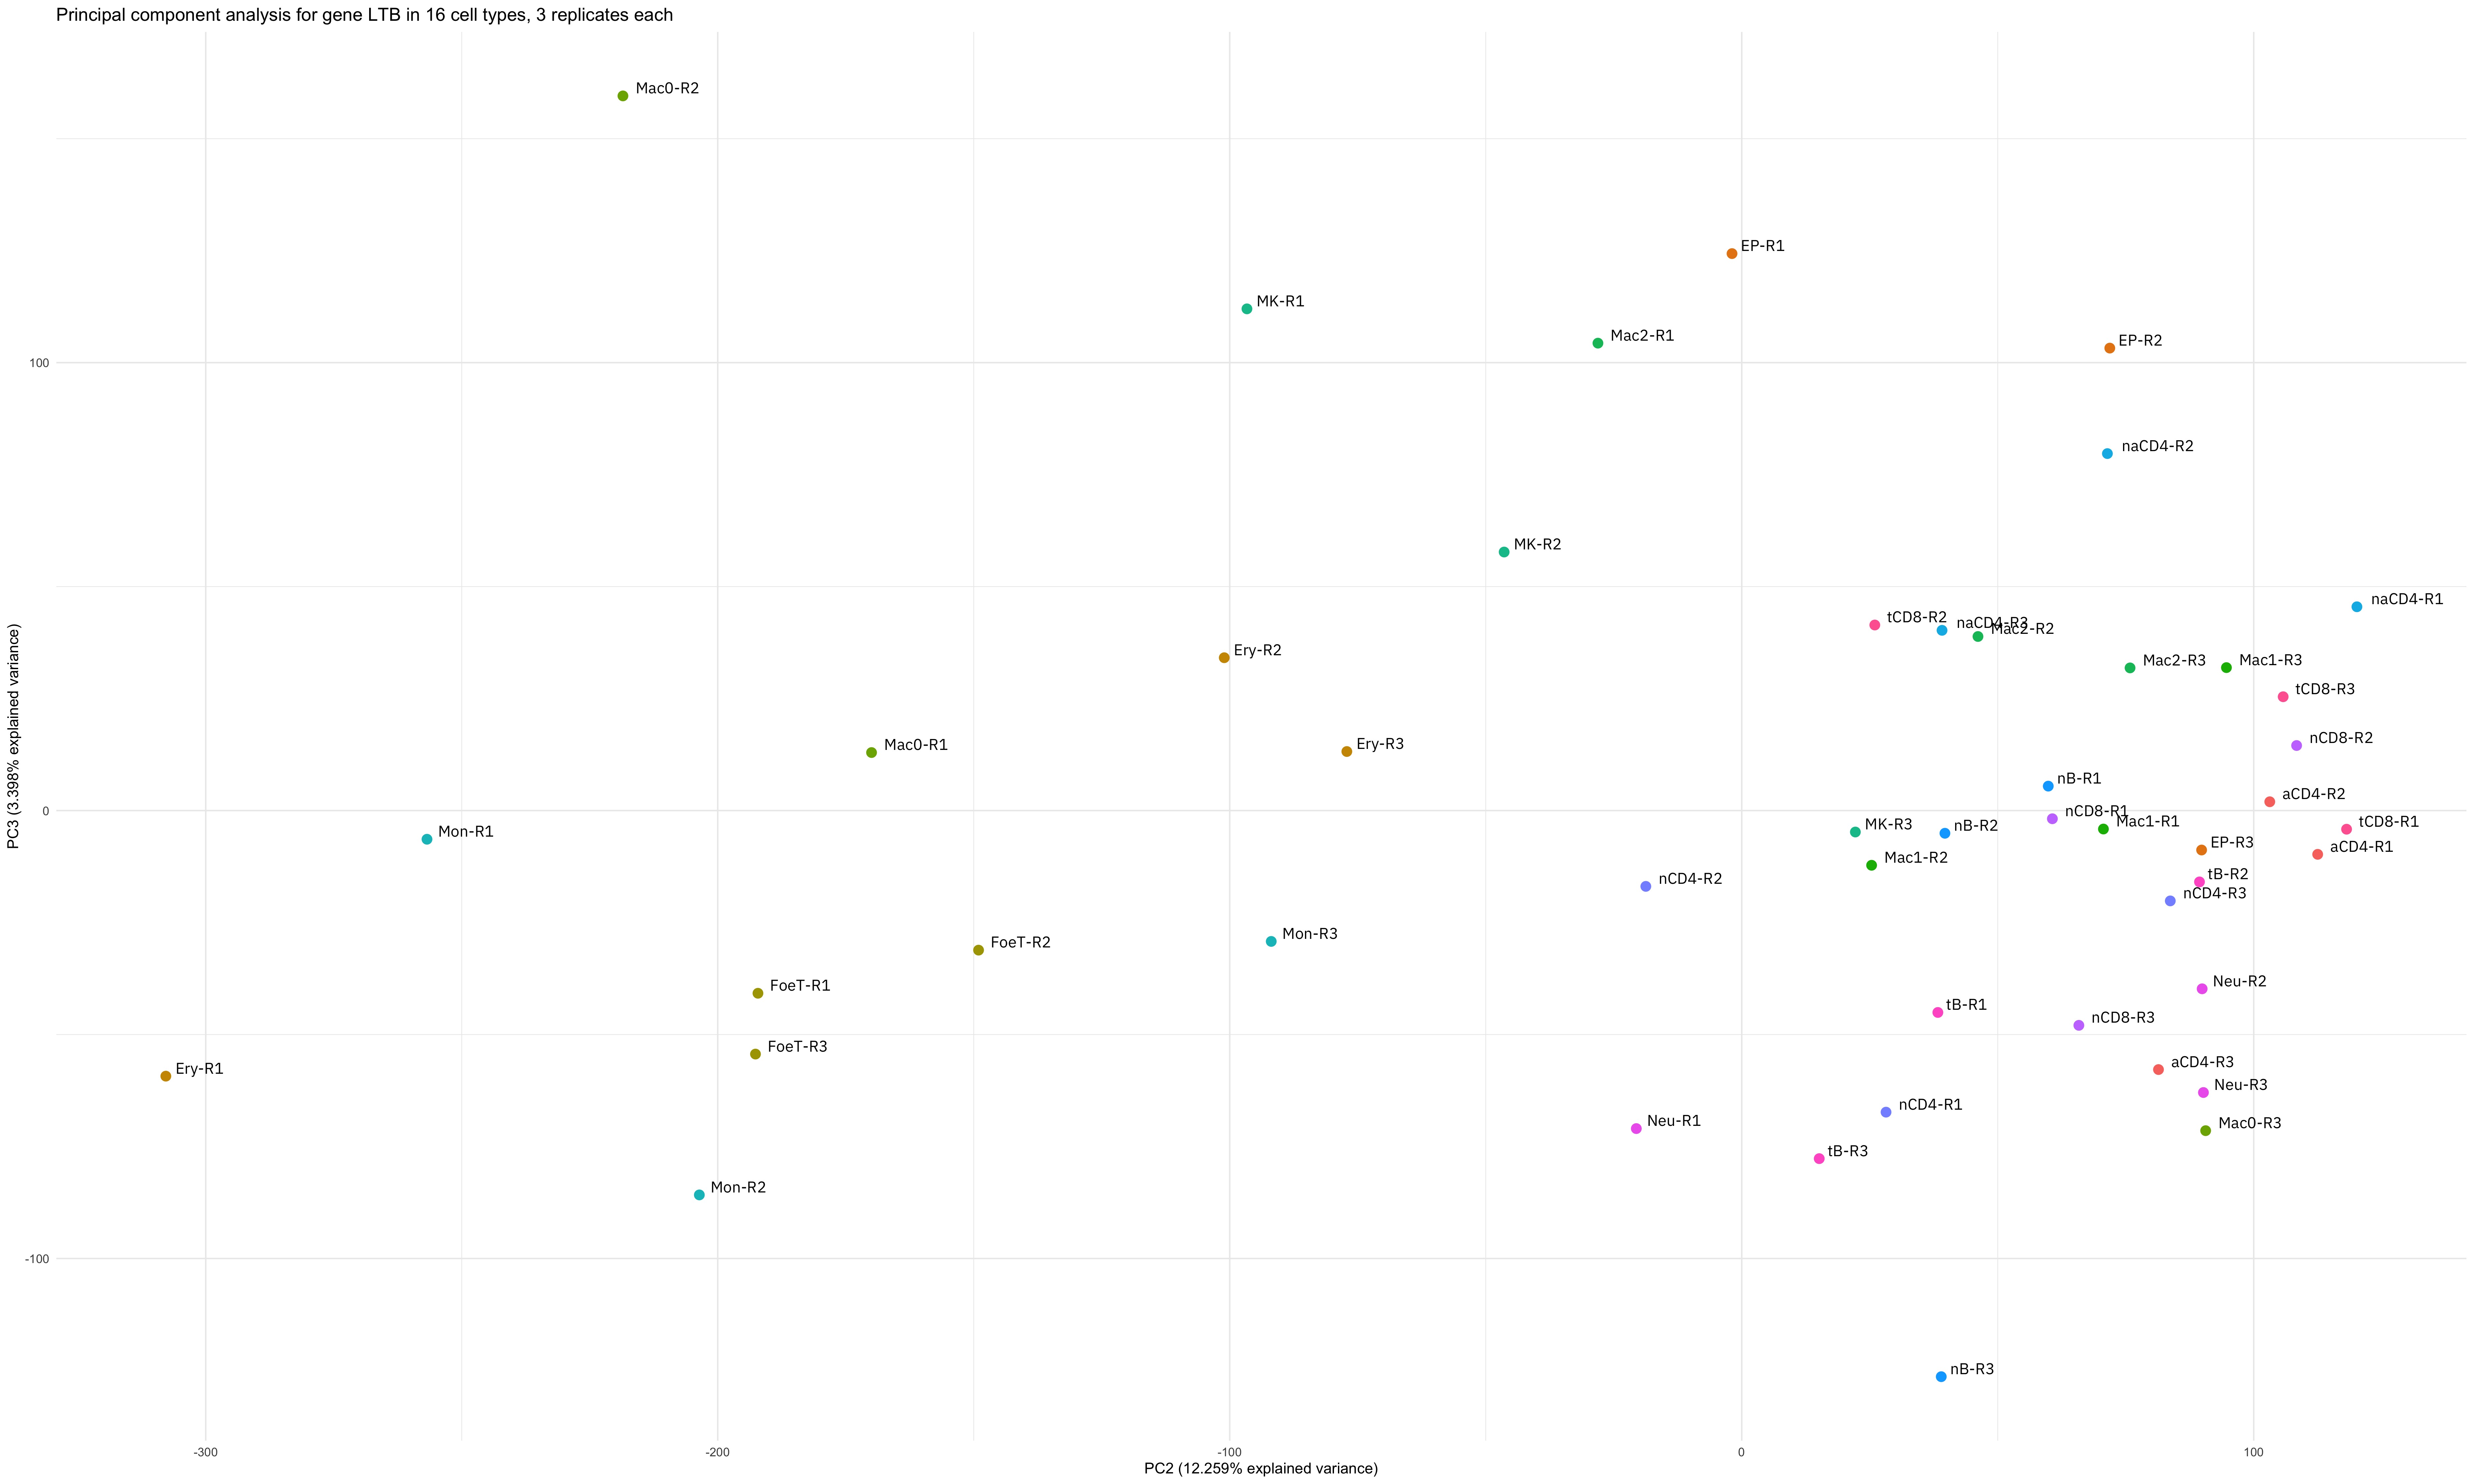 Principal component analysis for gene LTB in 16 cell types, 3 replicates each
Mac0-R2
EP-R1
MK-R1
Mac2-R1
EP-R2
100
naCD4-R2
MK-R2
naCD4-R1
tCD8-R2
naCD4-R3
Mac2-R2
Ery-R2
Mac2-R3
Mac1-R3
tCD8-R3
nCD8-R2
Mac0-R1
Ery-R3
nB-R1
aCD4-R2
0
nCD8-R1
Mac1-R1
tCD8-R1
Mon-R1
MK-R3
nB-R2
EP-R3
aCD4-R1
Mac1-R2
tB-R2
nCD4-R2
nCD4-R3
FoeT-R2
Mon-R3
FoeT-R1
Neu-R2
tB-R1
nCD8-R3
FoeT-R3
Ery-R1
aCD4-R3
Neu-R3
nCD4-R1
Neu-R1
Mac0-R3
tB-R3
Mon-R2
-100
nB-R3
PC3 (3.398% explained variance)
-300
-200
-100
0
100
PC2 (12.259% explained variance)